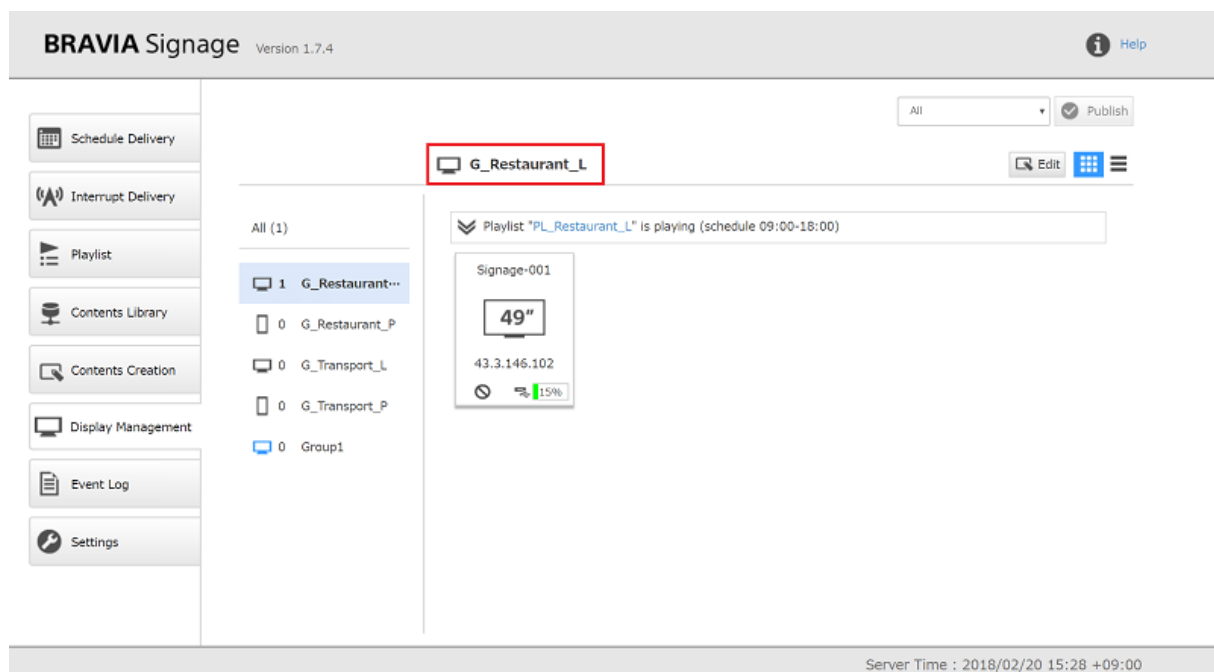 BRAVIA Signage Version 1.7.4
Help
All
Publish
Schedule Delivery
Interrupt Delivery
Playlist
Contents Library
Contents Creation
Display Management
Event Log
Settings
G_Restaurant_L
Edit
All (1)
1 G_Restaurant…
0 G_Restaurant_P
0 G_Transport_L
0 G_Transport_P
0 Group1
Playlist "PL_Restaurant_L" is playing (schedule 09:00-18:00)
Signage-001
49"
43.3.146.102
15%
Server Time : 2018/02/20 15:28 +09:00